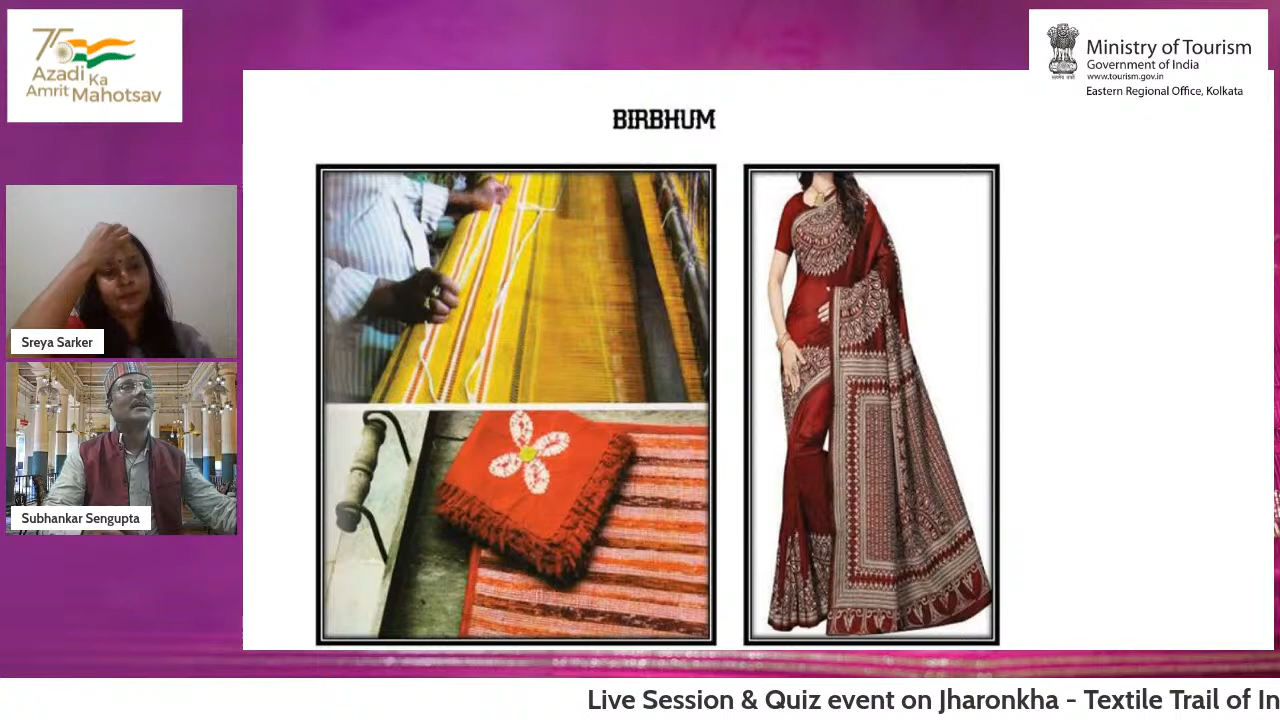 75
Azadi Ka
Amrit Mahotsav
Ministry of Tourism
Government of India
www.tourism.gov.in
Eastern Regional Office, Kolkata
BIRBHUM
Sreya Sarker
Subhankar Sengupta
Live Session & Quiz event on Jharonkha - Textile Trail of In